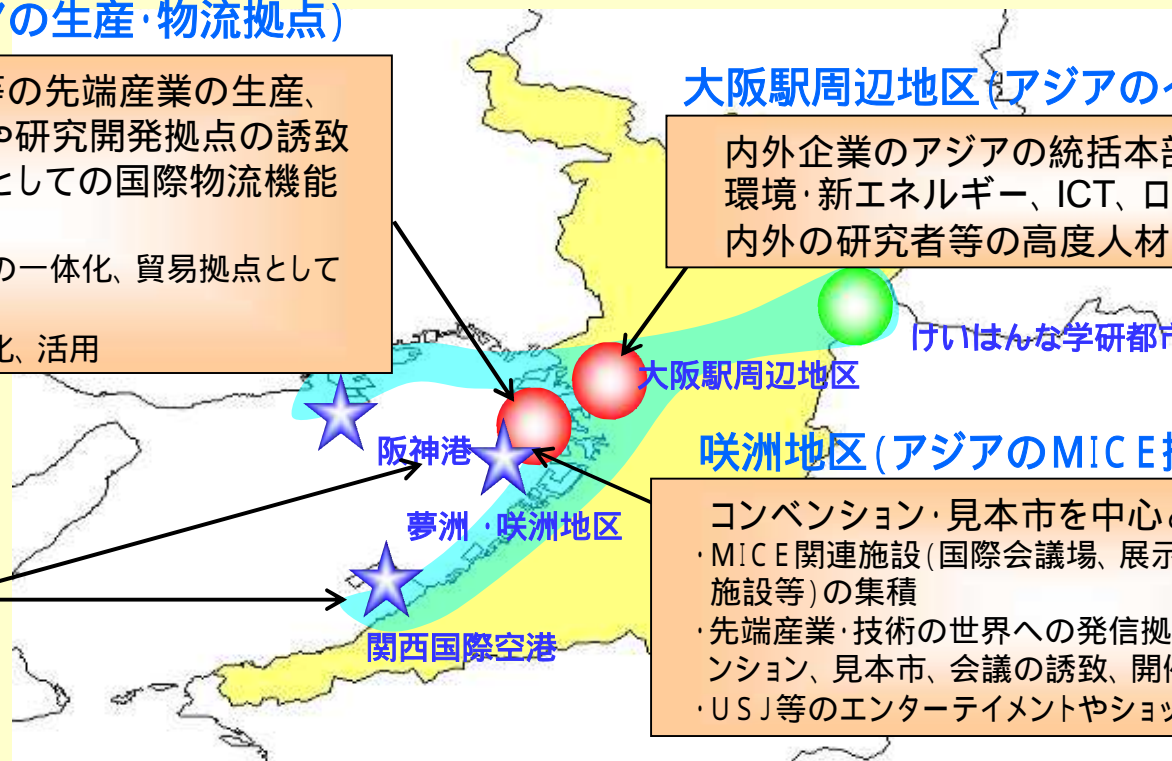 の生産･物流拠点)
の先端産業の生産、
や研究開発拠点の誘致
としての国際物流機能
の一体化、貿易拠点として
化、活用
大阪駅周辺地区(アジアの
内外企業のアジアの統括本部
環境･新エネルギー、ICT、ロ
内外の研究者等の高度人材
けいはんな学研都市
大阪駅周辺地区
阪神港
夢洲･咲洲地区
関西国際空港
咲洲地区(アジアのMICE
コンベンション･見本市を中心
･MICE関連施設(国際会議場、展示
施設等)の集積
･先端産業･技術の世界への発信拠
ンション、見本市、会議の誘致、開催
･USJ等のエンターテイメントやショッ